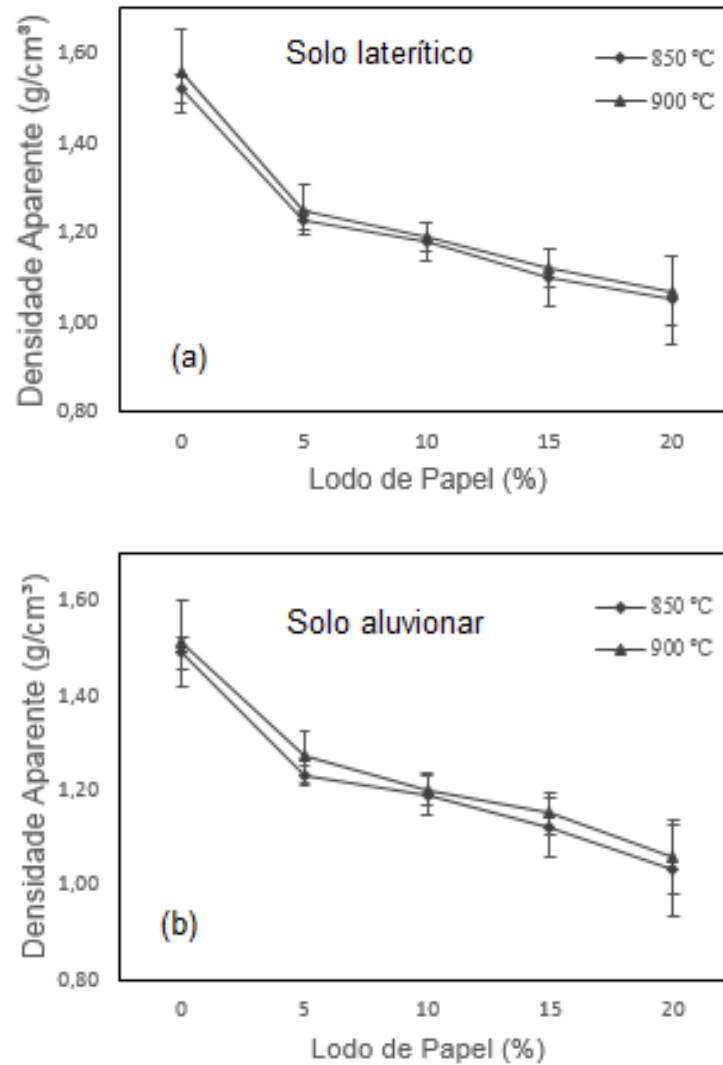 Densidade Aparente (g/cm³)
1,60
1,40
1,20
1,00
0,80
Solo laterítico
850 °C
900 °C
(a)
0 5 10 15 20
Lodo de Papel (%)
Densidade Aparente (g/cm³)
1,60
1,40
1,20
1,00
0,80
Solo aluvionar
850 °C
900 °C
(b)
0 5 10 15 20
Lodo de Papel (%)